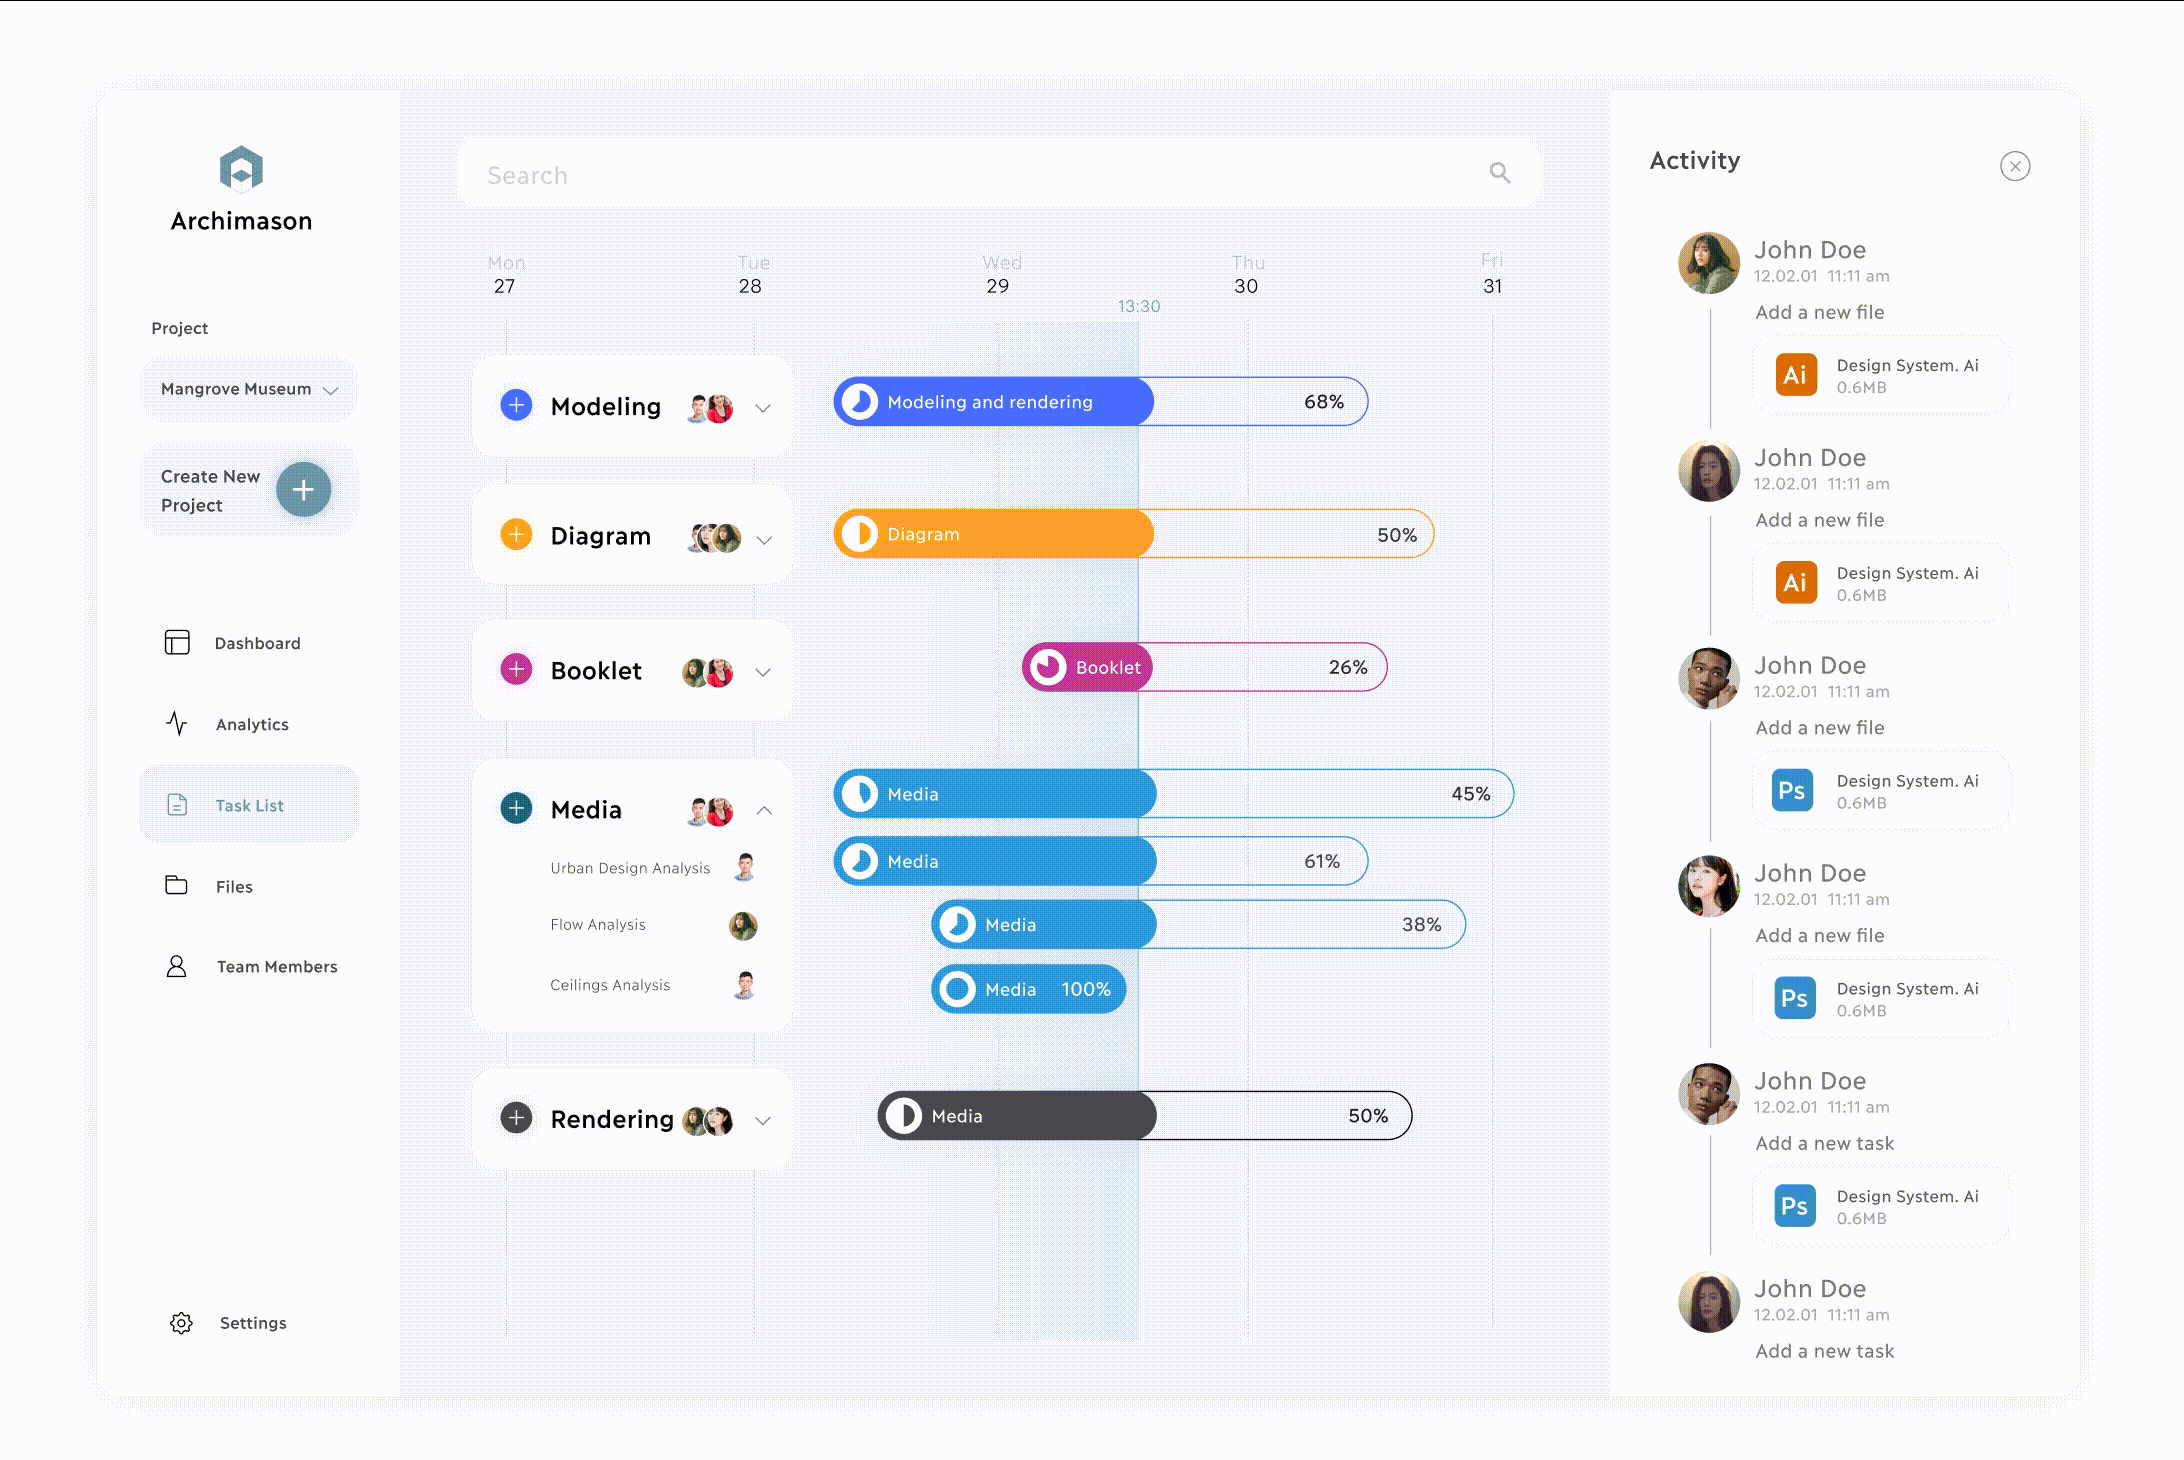 Archimason
Project
Mangrove Museum
Create New
Project
Dashboard
Analytics
Task List
Files
Team Members
Settings
Search
Mon Tue Wed Thu Fri
27 28 29 30 31
13:30
Modeling
Modeling and rendering 68%
Diagram
Diagram 50%
Booklet
Booklet 26%
Media
Media 45%
Urban Design Analysis
Media 61%
Flow Analysis
Media 38%
Ceilings Analysis
Media 100%
Rendering
Media 50%
Activity
John Doe
12.02.01 11:11 am
Add a new file
Ai
Design System. Ai
0.6MB
John Doe
12.02.01 11:11 am
Add a new file
Ai
Design System. Ai
0.6MB
John Doe
12.02.01 11:11 am
Add a new file
Ps
Design System. Ai
0.6MB
John Doe
12.02.01 11:11 am
Add a new file
Ps
Design System. Ai
0.6MB
John Doe
12.02.01 11:11 am
Add a new task
Ps
Design System. Ai
0.6MB
John Doe
12.02.01 11:11 am
Add a new task